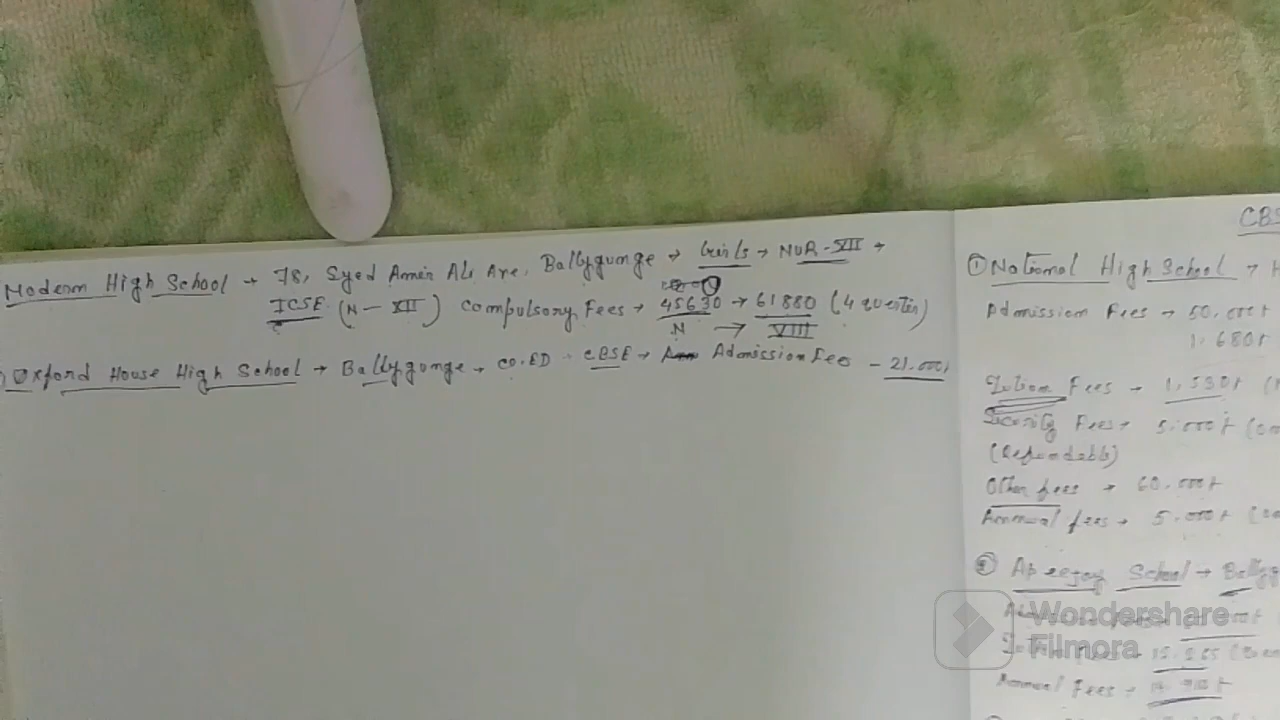 Modern High School → 78, Syed Amir Ali Ave, Ballygunge → Girls → NUR-XII →
ICSE (N - XII) Compulsory Fees → 45630 → 61880 (4 quarter)
N → VIII
Oxford House High School → Ballygunge → CO.ED - CBSE → Admission Fees - 21,000/
CBS
① National High School →
Admission Fees → 50,000/
1,680/
Tution Fees → 1,530/
Security Fees → 5,000/
(Refundable)
Other fees → 60,000/
Annual fees → 5,000/
② Apeejay School → Ballyg
Annual Fees →
Wondershare
Filmora